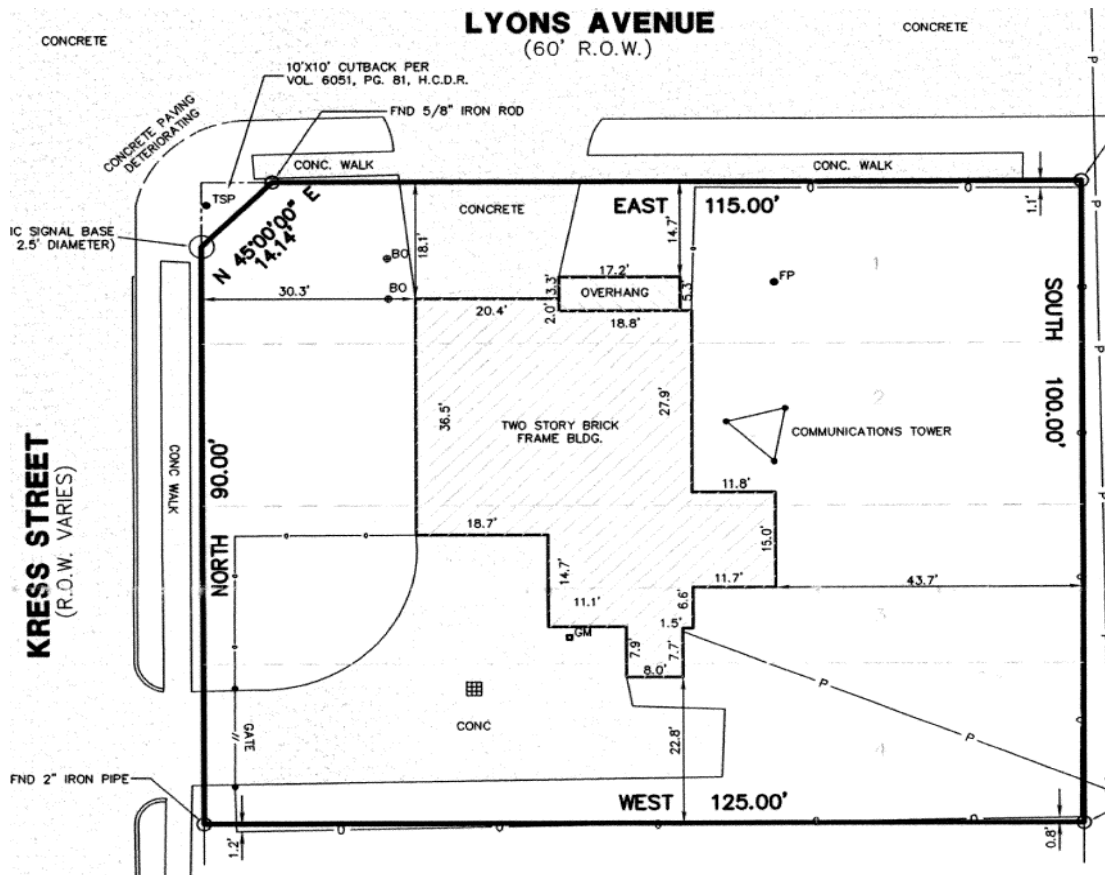 LYONS AVENUE
(60' R.O.W.)
CONCRETE
CONCRETE
10'X10' CUTBACK PER
VOL. 6051, PG. 81, H.C.D.R.
FND 5/8" IRON ROD
CONCRETE PAVING
DETERIORATING
CONC. WALK
CONC. WALK
TSP
CONCRETE
EAST 115.00'
1.1'
IC SIGNAL BASE
2.5' DIAMETER)
N 45°00'00" E
14.14'
18.1'
14.7'
BO
BO
30.3'
17.2'
3.3'
OVERHANG
5.3'
FP
1
20.4'
2.0'
18.8'
SOUTH 100.00'
P
P
P
36.5'
27.9'
2
TWO STORY BRICK
FRAME BLDG.
COMMUNICATIONS TOWER
KRESS STREET
(R.O.W. VARIES)
CONC WALK
NORTH 90.00'
11.8'
18.7'
15.0'
14.7'
11.7'
43.7'
11.1'
6.6'
3
1.5'
GM
7.9'
7.7'
8.0'
P
P
CONC
GATE
22.8'
4
FND 2" IRON PIPE
WEST 125.00'
1.2'
0.8'